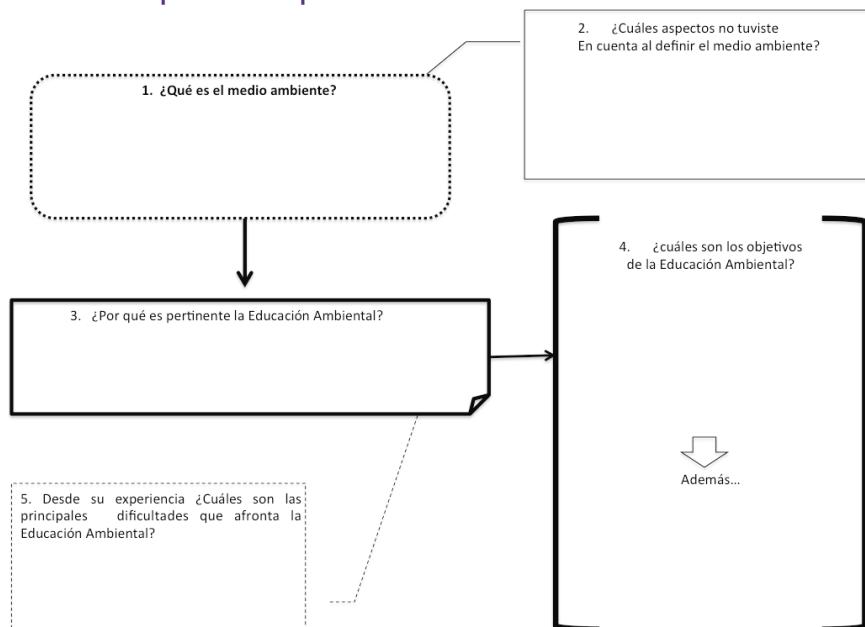 2. ¿Cuáles aspectos no tuviste
En cuenta al definir el medio ambiente?
1. ¿Qué es el medio ambiente?
4. ¿cuáles son los objetivos
de la Educación Ambiental?
3. ¿Por qué es pertinente la Educación Ambiental?
Además...
5. Desde su experiencia ¿Cuáles son las
principales dificultades que afronta la
Educación Ambiental?